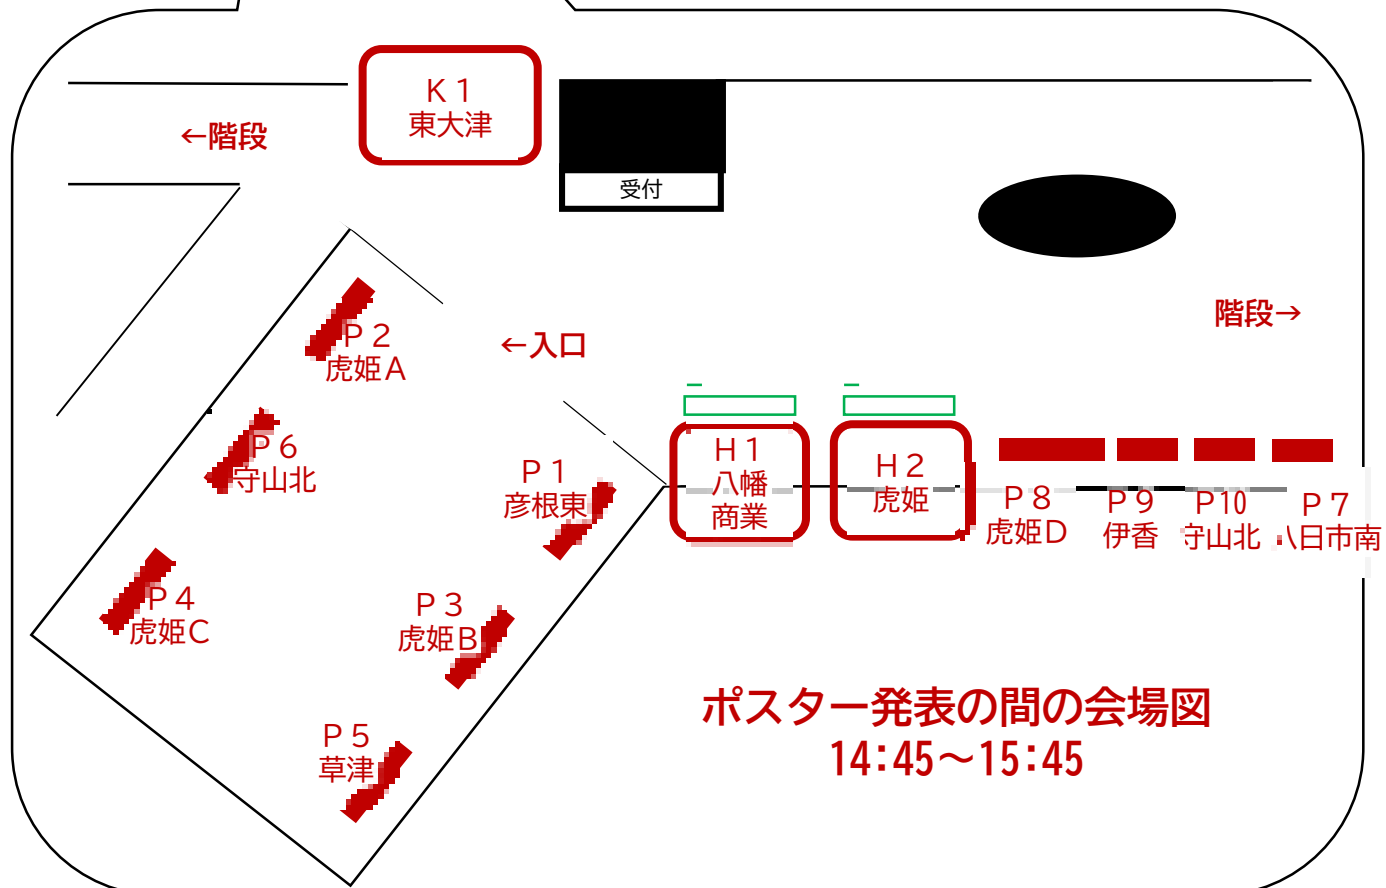 K１
東大津
←階段
受付
階段→
←入口
P２
虎姫A
P６
守山北
P１
彦根東
H１
八幡
商業
H２
虎姫
P８
虎姫D
P９
伊香
P10
守山北
P７
八日市南
P４
虎姫C
P３
虎姫B
P５
草津
ポスター発表の間の会場図
14:45～15:45